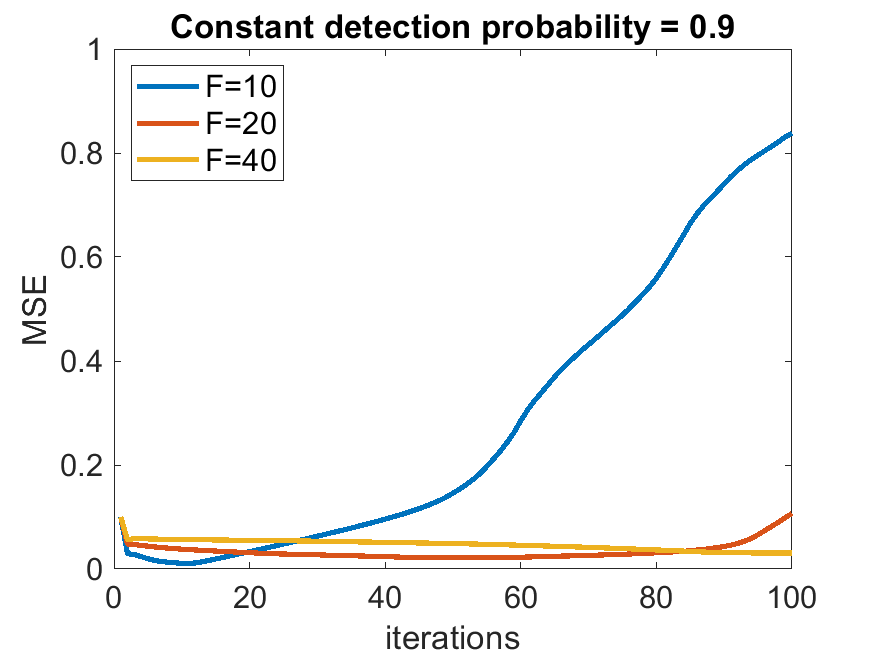 Constant detection probability = 0.9
1
0.8
0.6
0.4
0.2
0
MSE
F=10
F=20
F=40
0 20 40 60 80 100
iterations